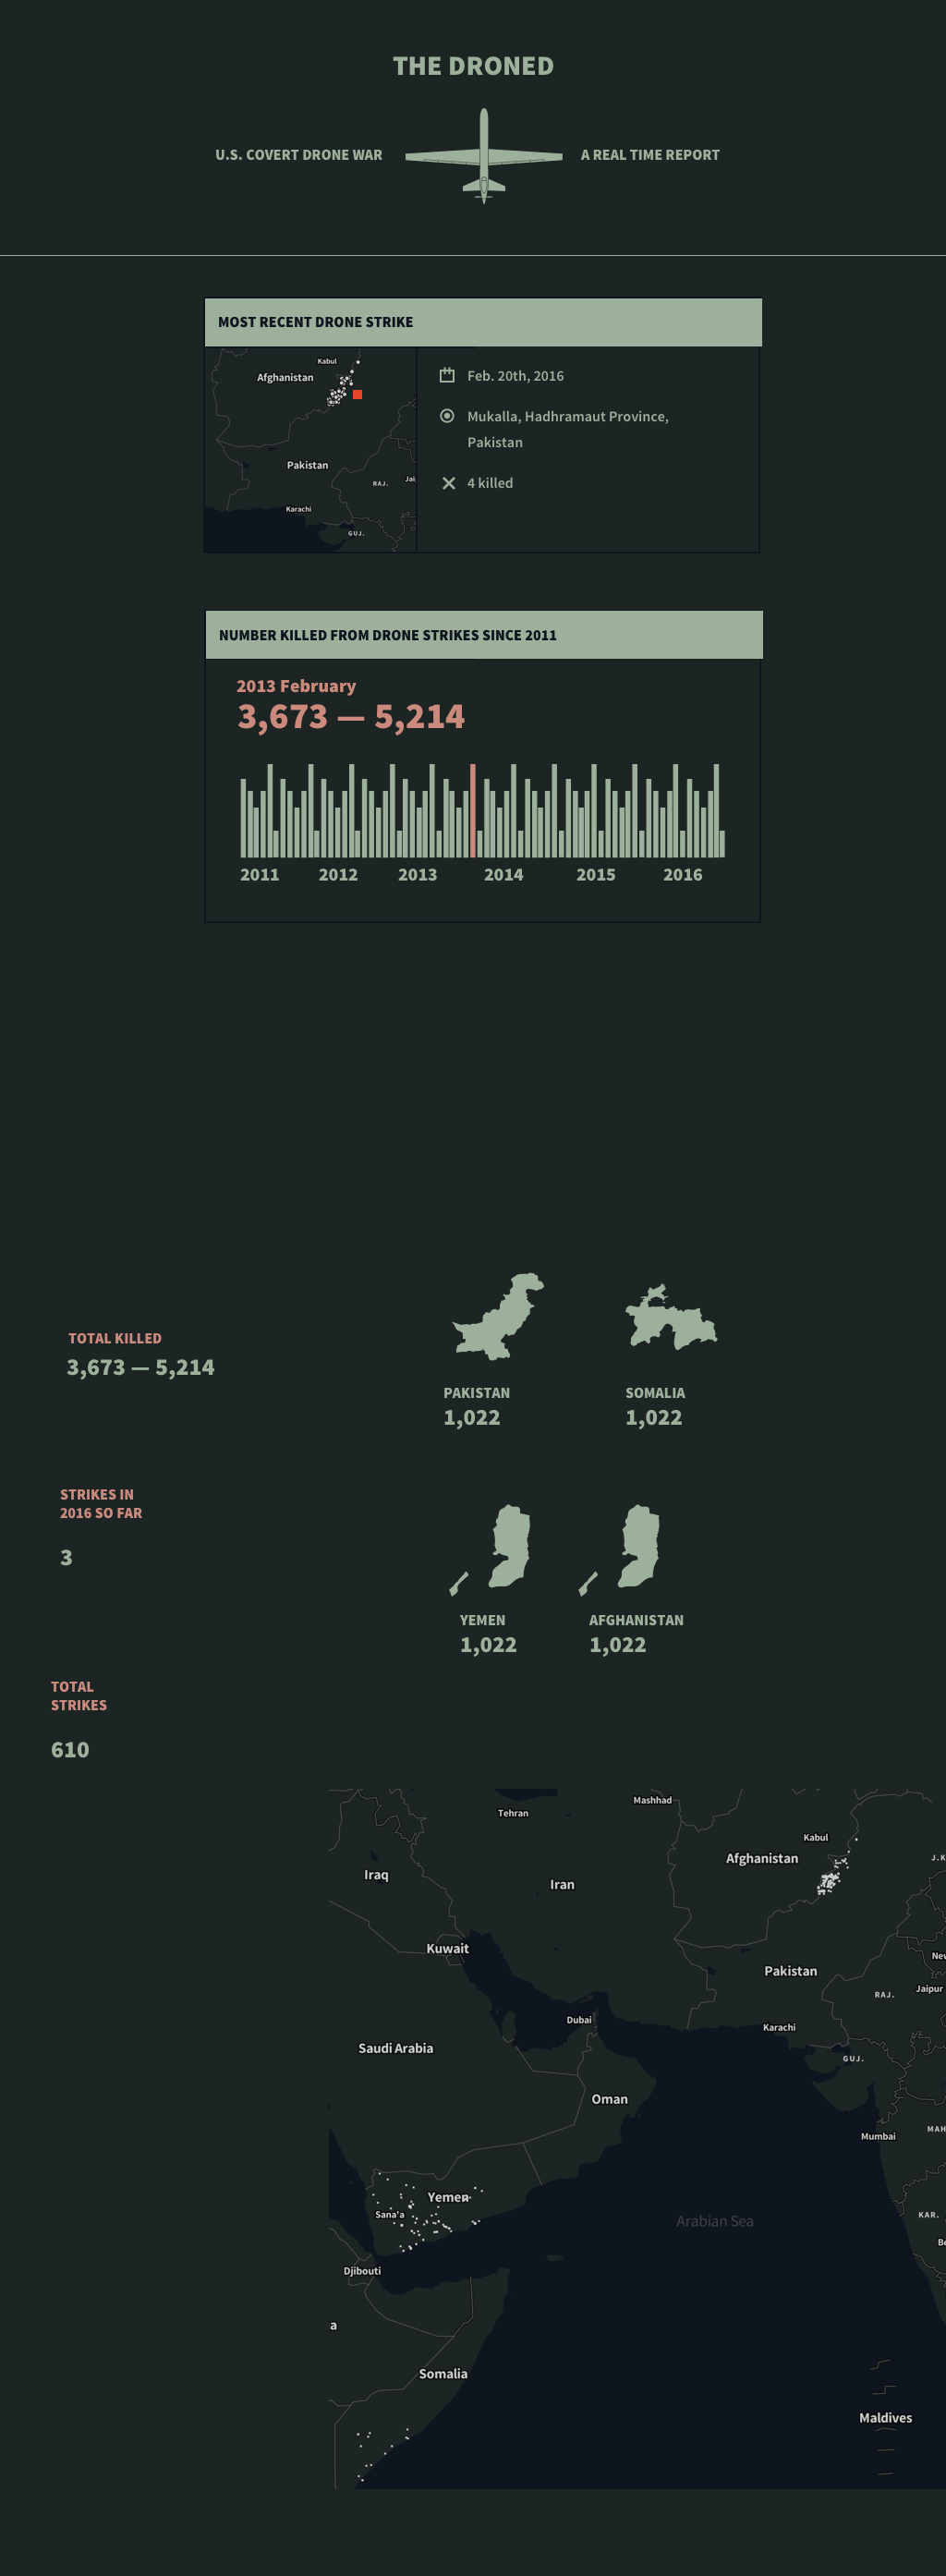 THE DRONED
U.S. COVERT DRONE WAR
A REAL TIME REPORT
MOST RECENT DRONE STRIKE
Kabul
Afghanistan
Pakistan
RAJ.
Jai
Karachi
GUJ.
Feb. 20th, 2016
Mukalla, Hadhramaut Province,
Pakistan
4 killed
NUMBER KILLED FROM DRONE STRIKES SINCE 2011
2013 February
3,673 — 5,214
2011 2012 2013 2014 2015 2016
TOTAL KILLED
3,673 — 5,214
PAKISTAN
1,022
SOMALIA
1,022
STRIKES IN
2016 SO FAR
3
YEMEN
1,022
AFGHANISTAN
1,022
TOTAL
STRIKES
610
Mashhad
Tehran
Kabul
Afghanistan
J.K
Iraq
Iran
Kuwait
New
Pakistan
Jaipur
RAJ.
Dubai
Karachi
Saudi Arabia
GUJ.
Oman
MAH
Mumbai
Yemen
Sana'a
KAR.
Arabian Sea
Be
Djibouti
a
Somalia
Maldives